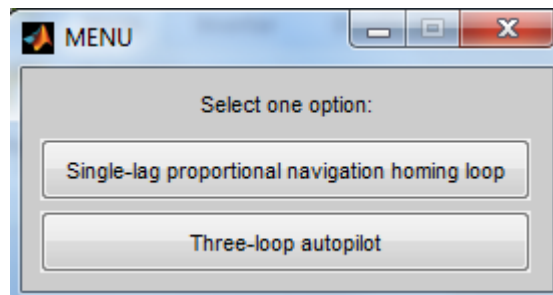 MENU
Select one option:
Single-lag proportional navigation homing loop
Three-loop autopilot